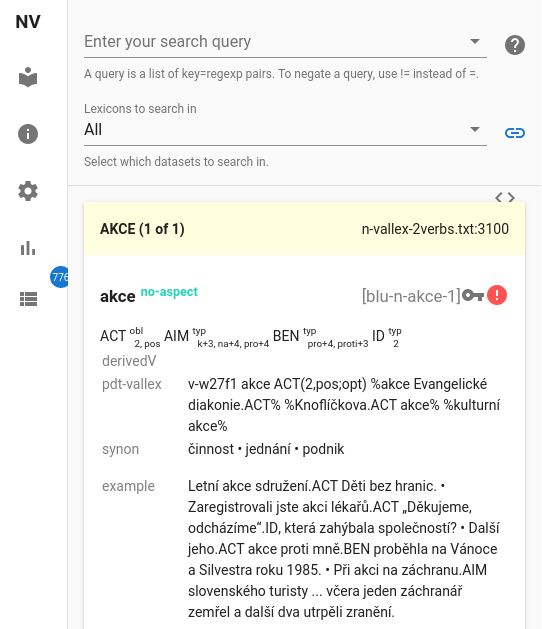 NV
Enter your search query
A query is a list of key=regexp pairs. To negate a query, use != instead of =.
Lexicons to search in
All
Select which datasets to search in.
776
AKCE (1 of 1) n-vallex-2verbs.txt:3100
akce no-aspect [blu-n-akce-1]
ACT obl 2, pos AIM typ k+3, na+4, pro+4 BEN typ pro+4, proti+3 ID typ 2
derivedV
pdt-vallex v-w27f1 akce ACT(2,pos;opt) %akce Evangelické
diakonie.ACT% %Knoflíčkova.ACT akce% %kulturní
akce%
synon činnost • jednání • podnik
example Letní akce sdružení.ACT Děti bez hranic. •
Zaregistrovali jste akci lékařů.ACT „Děkujeme,
odcházíme“.ID, která zahýbala společností? • Další
jeho.ACT akce proti mně.BEN proběhla na Vánoce
a Silvestra roku 1985. • Při akci na záchranu.AIM
slovenského turisty ... včera jeden záchranář
zemřel a další dva utrpěli zranění.